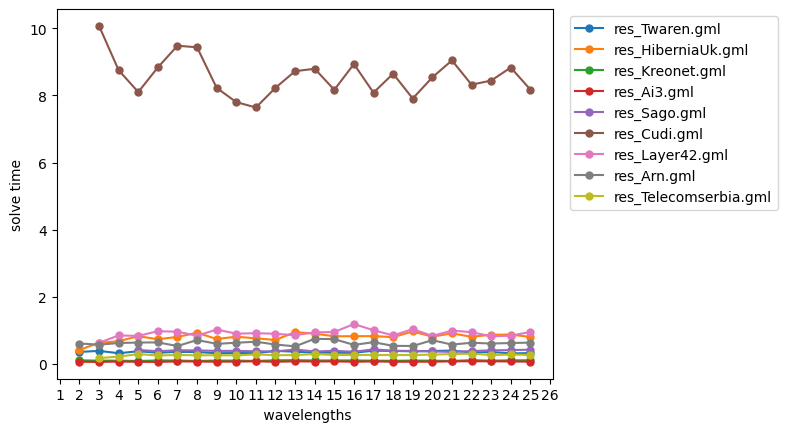 10
8
6
4
2
0
solve time
1 2 3 4 5 6 7 8 9 10 11 12 13 14 15 16 17 18 19 20 21 22 23 24 25 26
wavelengths
res_Twaren.gml
res_HiberniaUk.gml
res_Kreonet.gml
res_Ai3.gml
res_Sago.gml
res_Cudi.gml
res_Layer42.gml
res_Arn.gml
res_Telecomserbia.gml